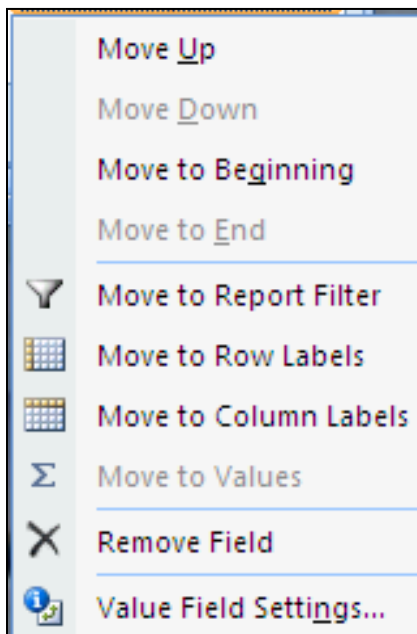 Move Up
Move Down
Move to Beginning
Move to End
Move to Report Filter
Move to Row Labels
Move to Column Labels
Σ Move to Values
Remove Field
Value Field Settings...